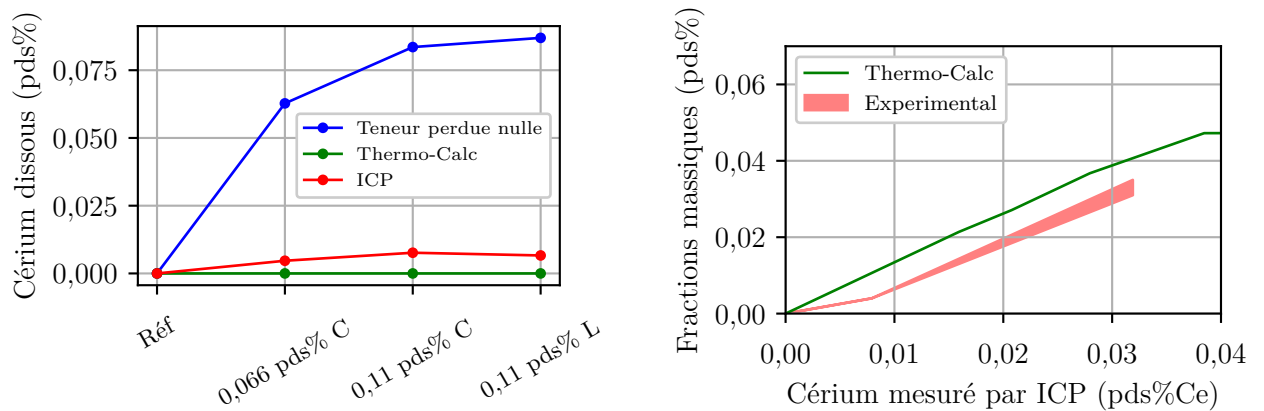 Cérium dissous (pds%)
0,075
0,050
0,025
0,000
Teneur perdue nulle
Thermo-Calc
ICP
Réf
0,066 pds% C
0,11 pds% C
0,11 pds% L
Fractions massiques (pds%)
0,06
0,04
0,02
0,00
Thermo-Calc
Experimental
0,00
0,01
0,02
0,03
0,04
Cérium mesuré par ICP (pds%Ce)